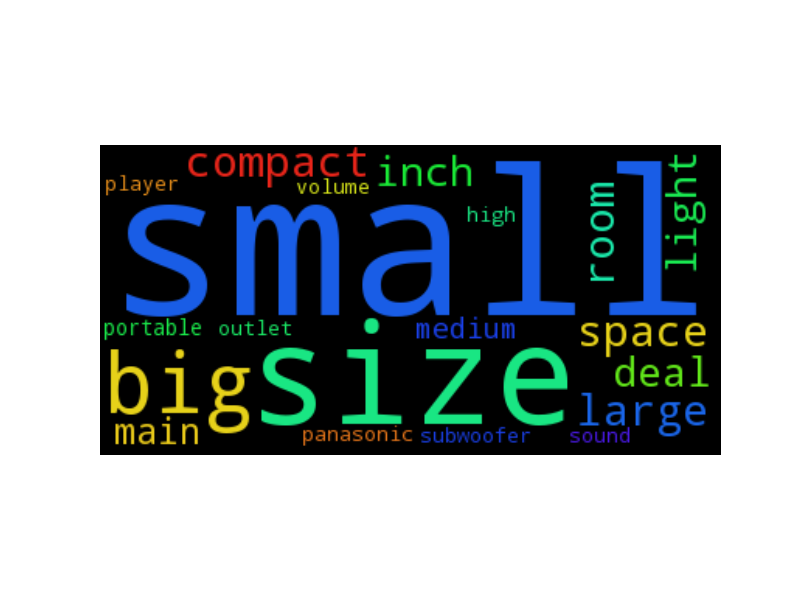 compact
inch
player
volume
small
high
room
light
portable
outlet
medium
space
big
size
deal
large
main
panasonic
subwoofer
sound